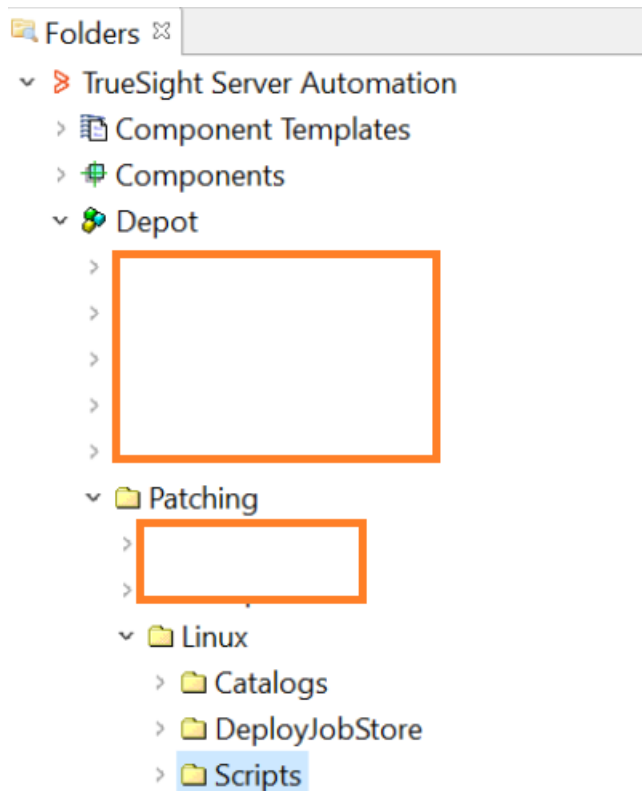 Folders
TrueSight Server Automation
Component Templates
Components
Depot
Patching
Linux
Catalogs
DeployJobStore
Scripts